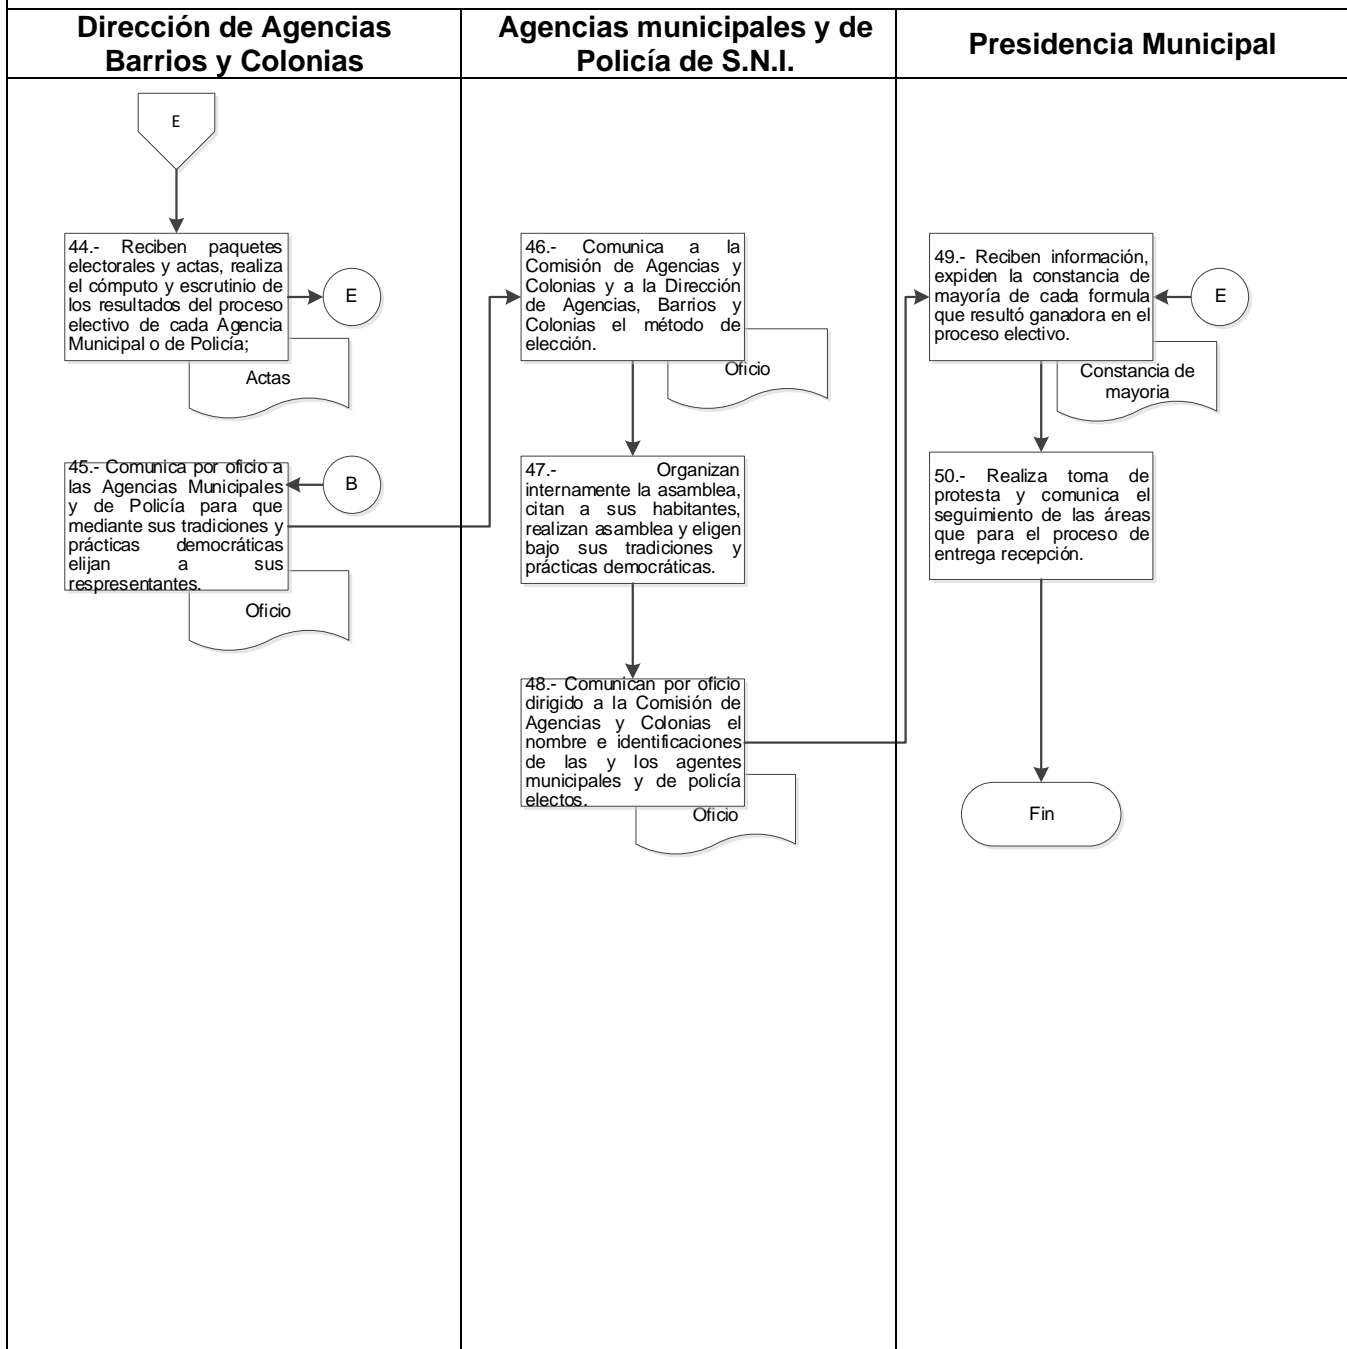 Dirección de Agencias
Barrios y Colonias
Agencias municipales y de
Policía de S.N.I.
Presidencia Municipal
E
44.- Reciben paquetes
electorales y actas, realiza
el cómputo y escrutinio de
los resultados del proceso
electivo de cada Agencia
Municipal o de Policía;
E
Actas
45.- Comunica por oficio a
las Agencias Municipales
y de Policía para que
mediante sus tradiciones y
prácticas democráticas
elijan a sus
respresentantes.
B
Oficio
46.- Comunica a la
Comisión de Agencias y
Colonias y a la Dirección
de Agencias, Barrios y
Colonias el método de
elección.
Oficio
47.- Organizan
internamente la asamblea,
citan a sus habitantes,
realizan asamblea y eligen
bajo sus tradiciones y
prácticas democráticas.
48.- Comunican por oficio
dirigido a la Comisión de
Agencias y Colonias el
nombre e identificaciones
de las y los agentes
municipales y de policía
electos.
Oficio
49.- Reciben información,
expiden la constancia de
mayoría de cada formula
que resultó ganadora en el
proceso electivo.
E
Constancia de
mayoria
50.- Realiza toma de
protesta y comunica el
seguimiento de las áreas
que para el proceso de
entrega recepción.
Fin